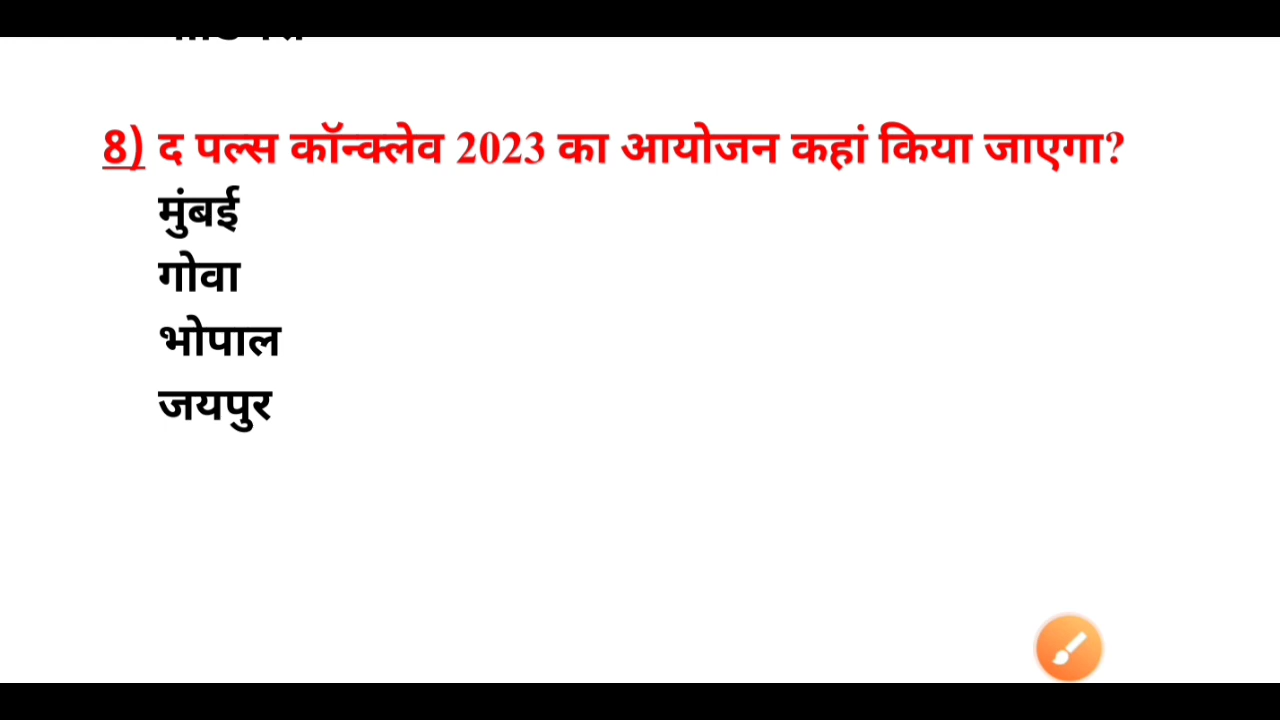 8) द पल्स कॉन्क्लेव 2023 का आयोजन कहां किया जाएगा?
मुंबई
गोवा
भोपाल
जयपुर